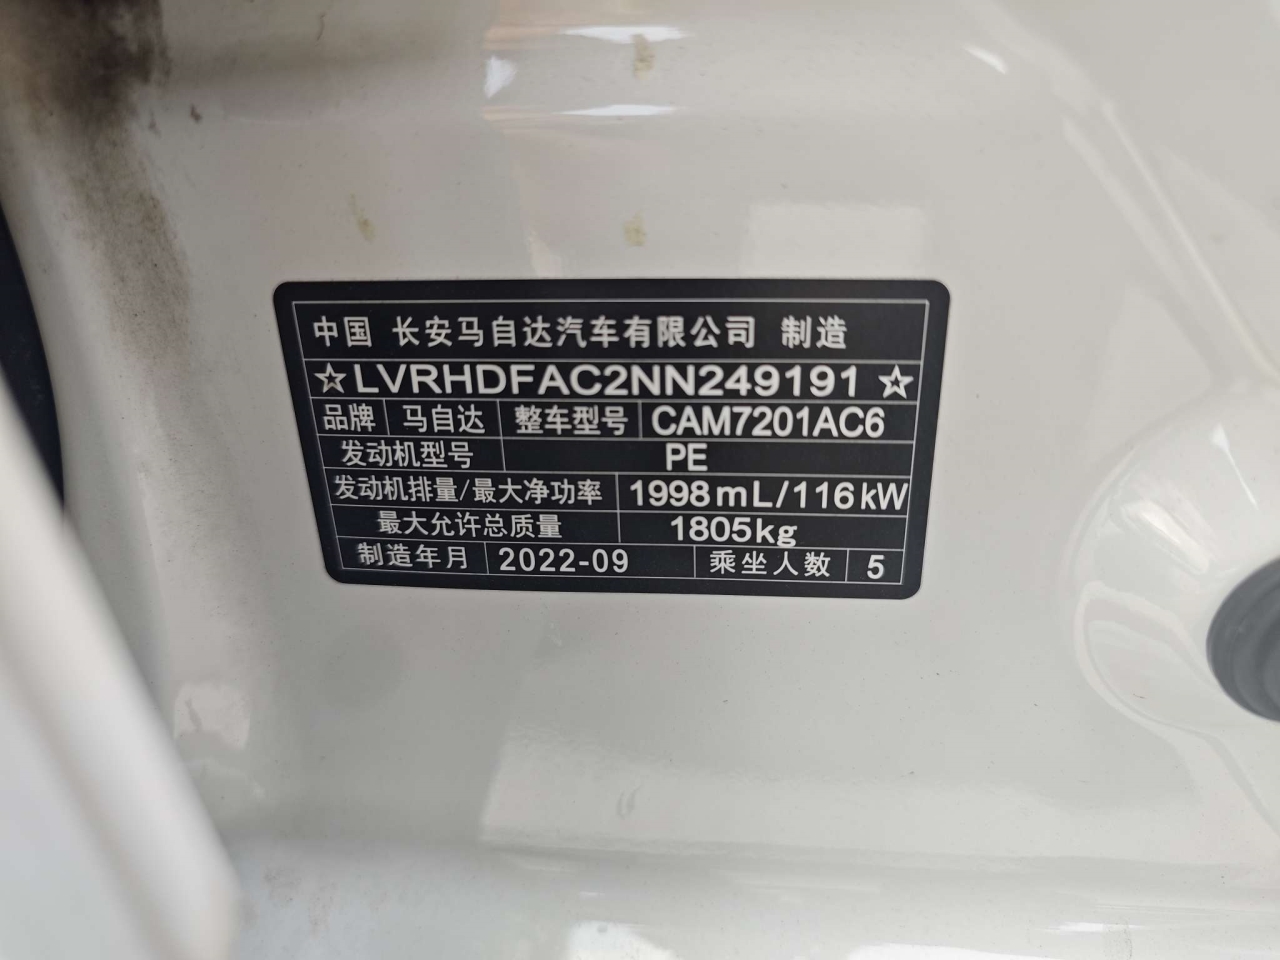 中国 长安马自达汽车有限公司 制造
☆LVRHDFAC2NN249191☆
品牌 马自达 整车型号 CAM7201AC6
发动机型号 PE
发动机排量/最大净功率 1998mL/116kW
最大允许总质量 1805kg
制造年月 2022-09 乘坐人数 5